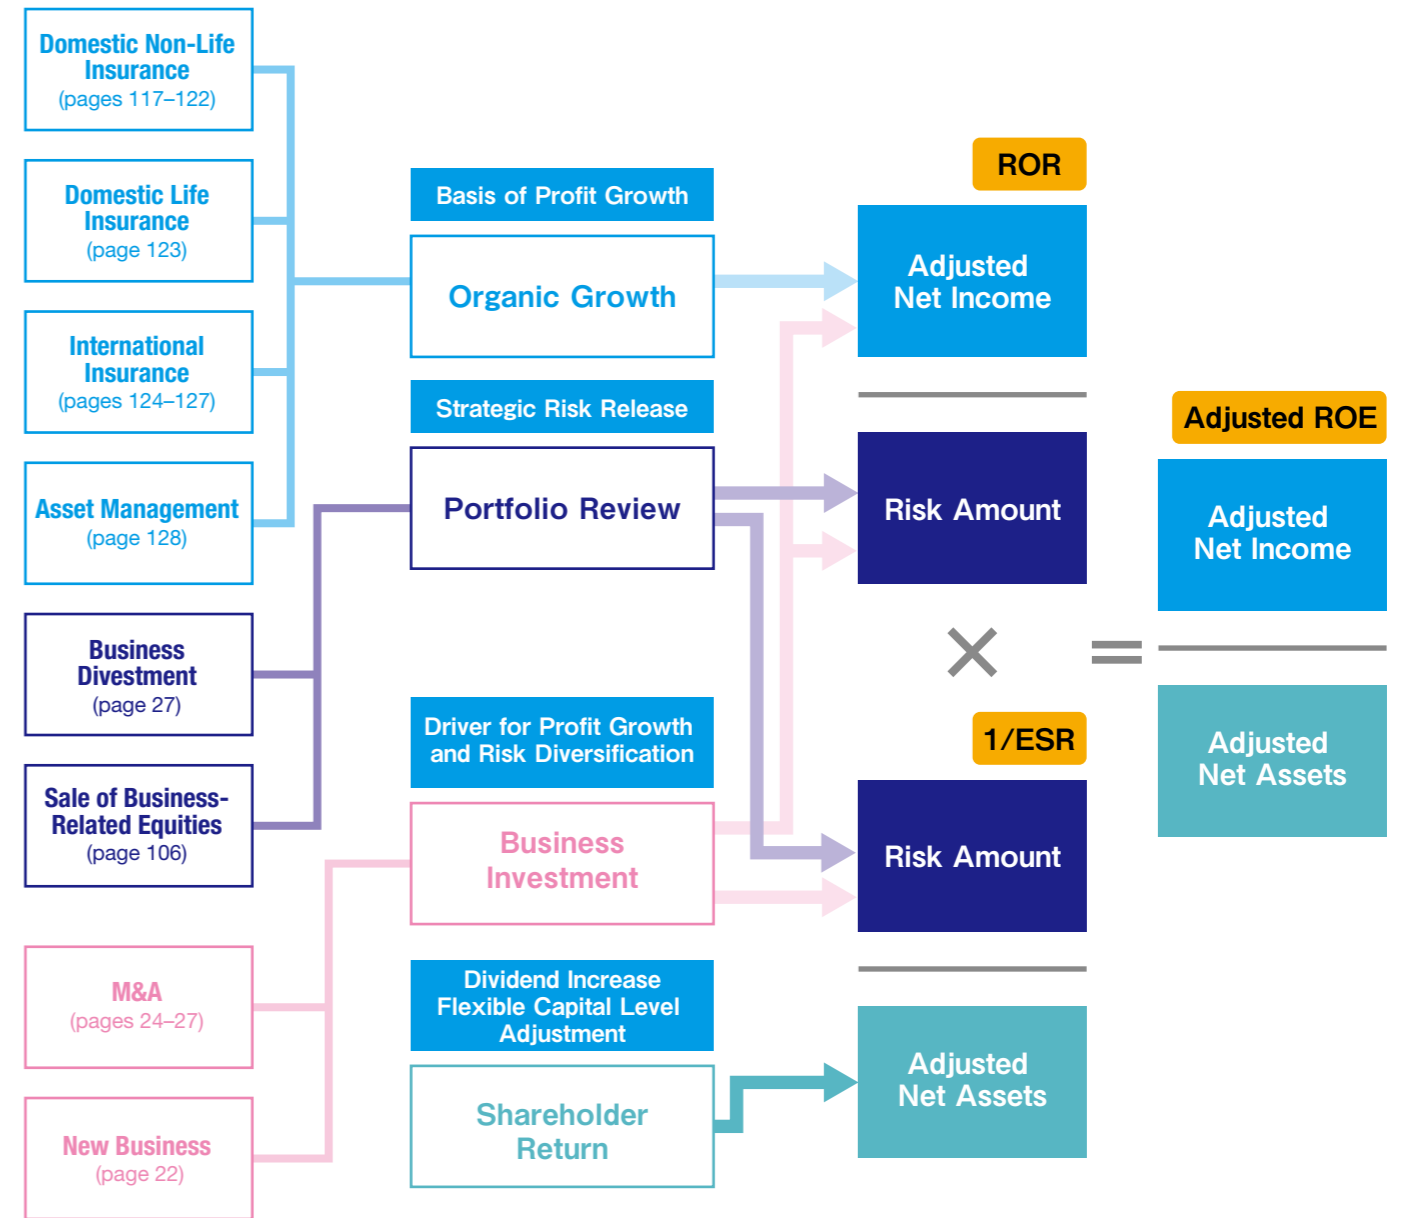 Domestic Non-Life
Insurance
(pages 117–122)
Domestic Life
Insurance
(page 123)
International
Insurance
(pages 124–127)
Asset Management
(page 128)
Business
Divestment
(page 27)
Sale of Business-
Related Equities
(page 106)
M&A
(pages 24–27)
New Business
(page 22)
Basis of Profit Growth
Organic Growth
Strategic Risk Release
Portfolio Review
Driver for Profit Growth
and Risk Diversification
Business
Investment
Dividend Increase
Flexible Capital Level
Adjustment
Shareholder
Return
ROR
Adjusted
Net Income
Risk Amount
×
1/ESR
Risk Amount
Adjusted
Net Assets
=
Adjusted ROE
Adjusted
Net Income
Adjusted
Net Assets